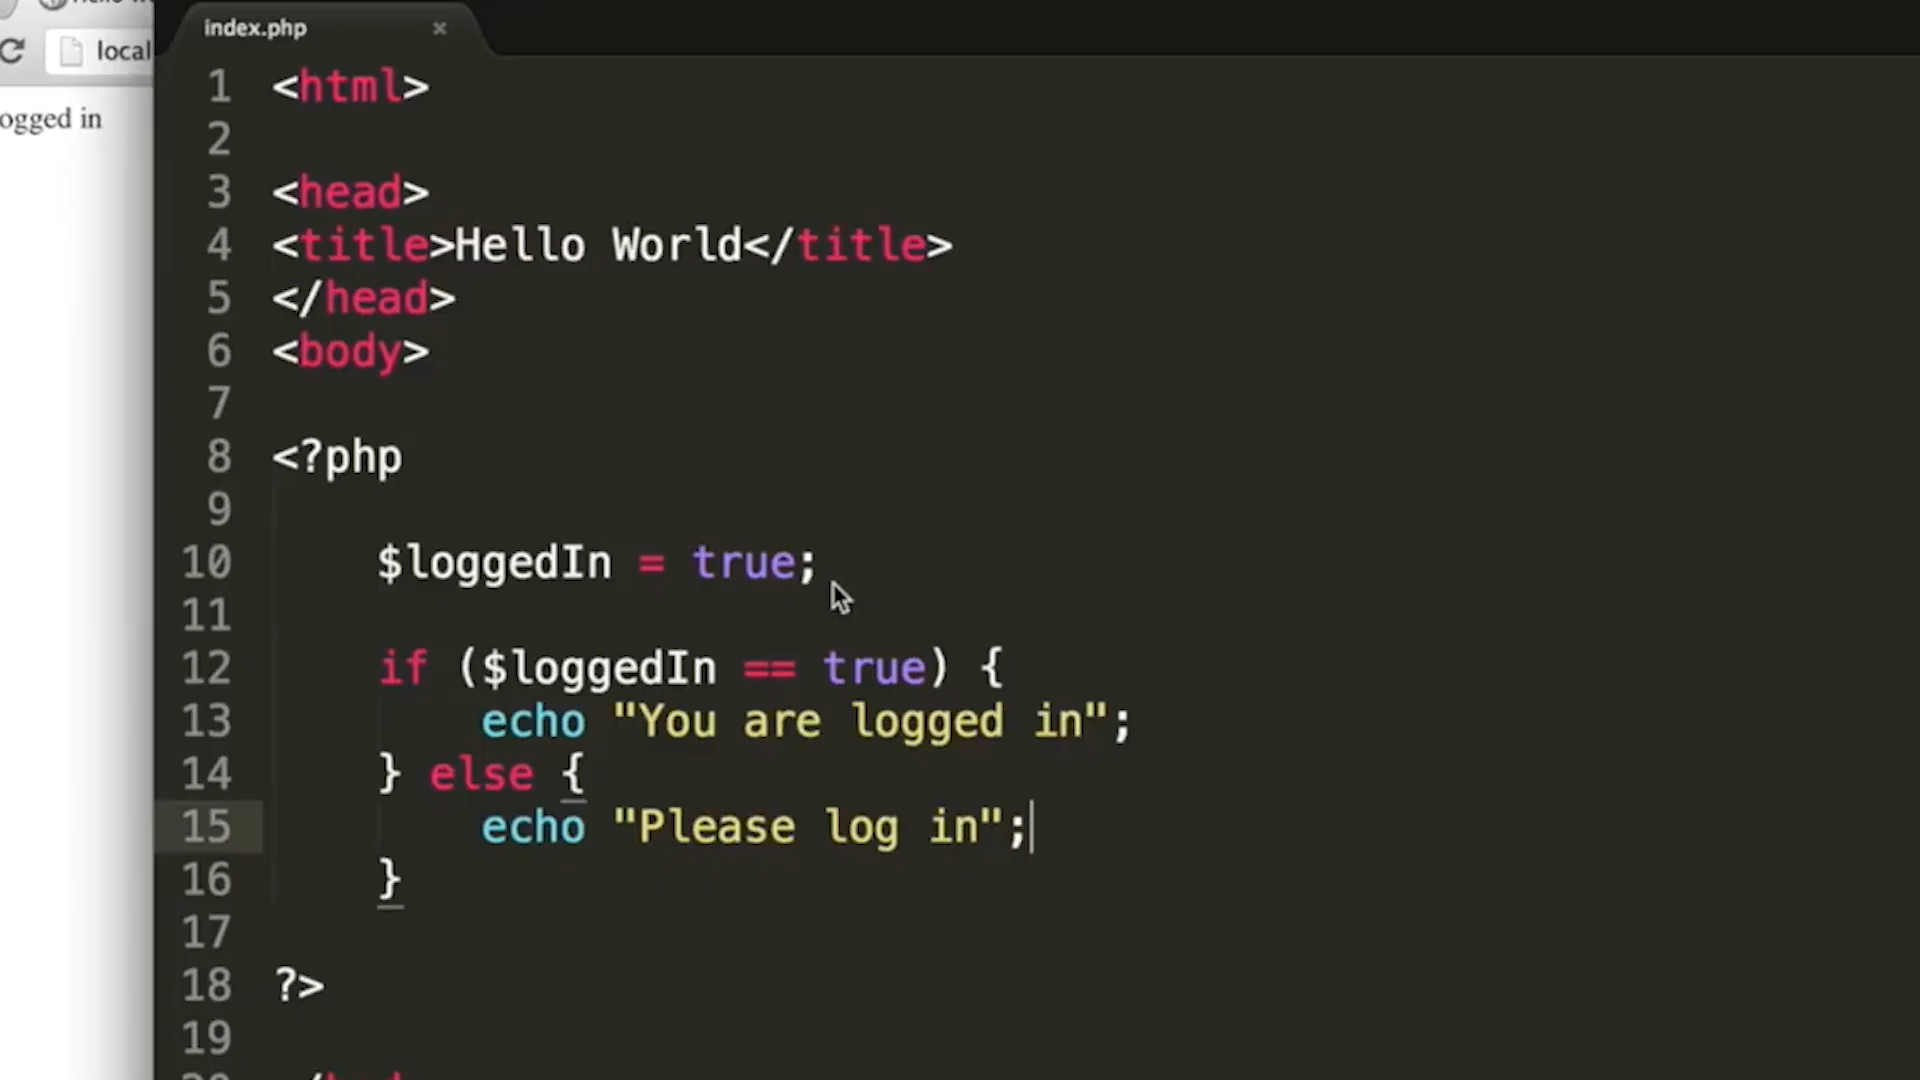 index.php
local
ogged in
1 <html>
2
3 <head>
4 <title>Hello World</title>
5 </head>
6 <body>
7
8 <?php
9
10 $loggedIn = true;
11
12 if ($loggedIn == true) {
13 echo "You are logged in";
14 } else {
15 echo "Please log in";
16 }
17
18 ?>
19